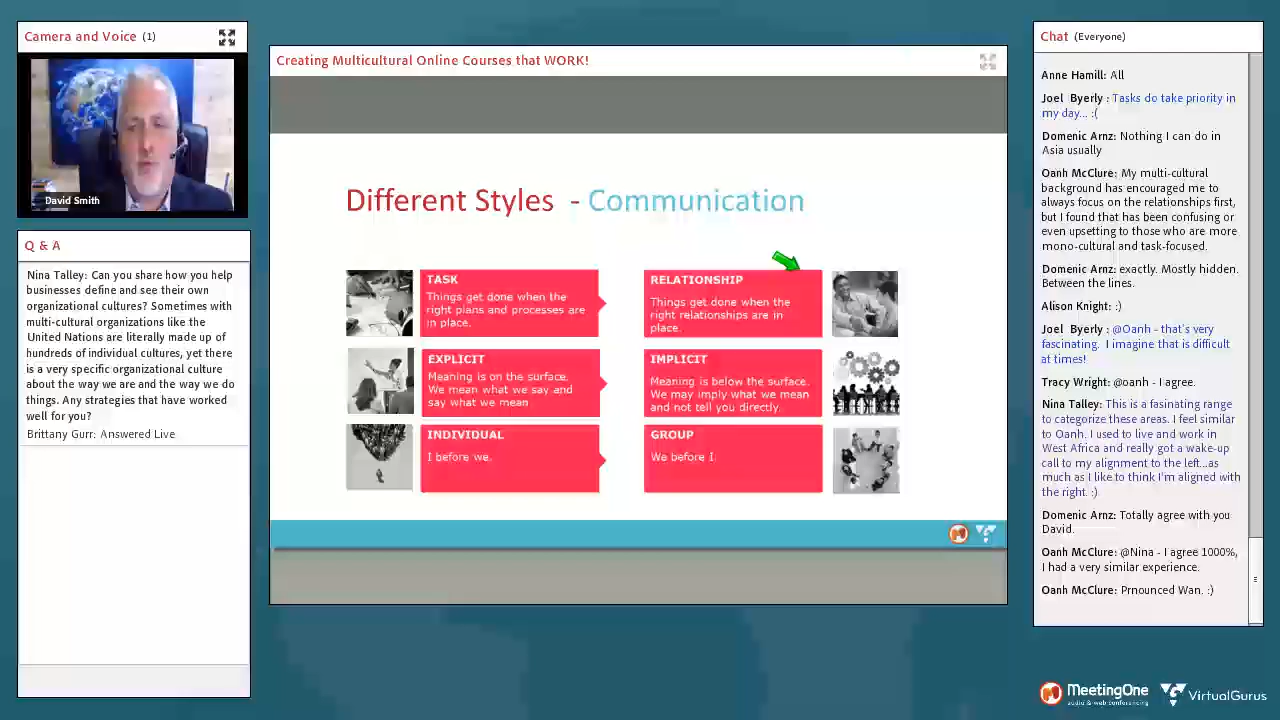 Camera and Voice (1)
David Smith
Q & A
Nina Talley: Can you share how you help
businesses define and see their own
organizational cultures? Sometimes with
multi-cultural organizations like the
United Nations are literally made up of
hundreds of individual cultures, yet there
is a very specific organizational culture
about the way we are and the way we do
things. Any strategies that have worked
well for you?
Brittany Gurr: Answered Live
Creating Multicultural Online Courses that WORK!
Different Styles - Communication
TASK
Things get done when the
right plans and processes are
in place.
RELATIONSHIP
Things get done when the
right relationships are in
place.
EXPLICIT
Meaning is on the surface.
We mean what we say and
say what we mean
IMPLICIT
Meaning is below the surface.
We may imply what we mean
and not tell you directly.
INDIVIDUAL
I before we.
GROUP
We before I.
Chat (Everyone)
Anne Hamill: All
Joel Byerly : Tasks do take priority in
my day... :(
Domenic Arnz: Nothing I can do in
Asia usually
Oanh McClure: My multi-cultural
background has encouraged me to
always focus on the relationships first,
but I found that has been confusing or
even upsetting to those who are more
mono-cultural and task-focused.
Domenic Arnz: exactly. Mostly hidden.
Between the lines.
Alison Knight: :)
Joel Byerly : @Oanh - that's very
fascinating. I imagine that is difficult
at times!
Tracy Wright: @oanh - I agree.
Nina Talley: This is a fasinating range
to categorize these areas. I feel similar
to Oanh. I used to live and work in
West Africa and really got a wake-up
call to my alignment to the left...as
much as I like to think I'm aligned with
the right. :)
Domenic Arnz: Totally agree with you
David.
Oanh McClure: @Nina - I agree 1000%,
I had a very similar experience.
Oanh McClure: Prnounced Wan. :)
MeetingOne
audio & web conferencing
VirtualGurus